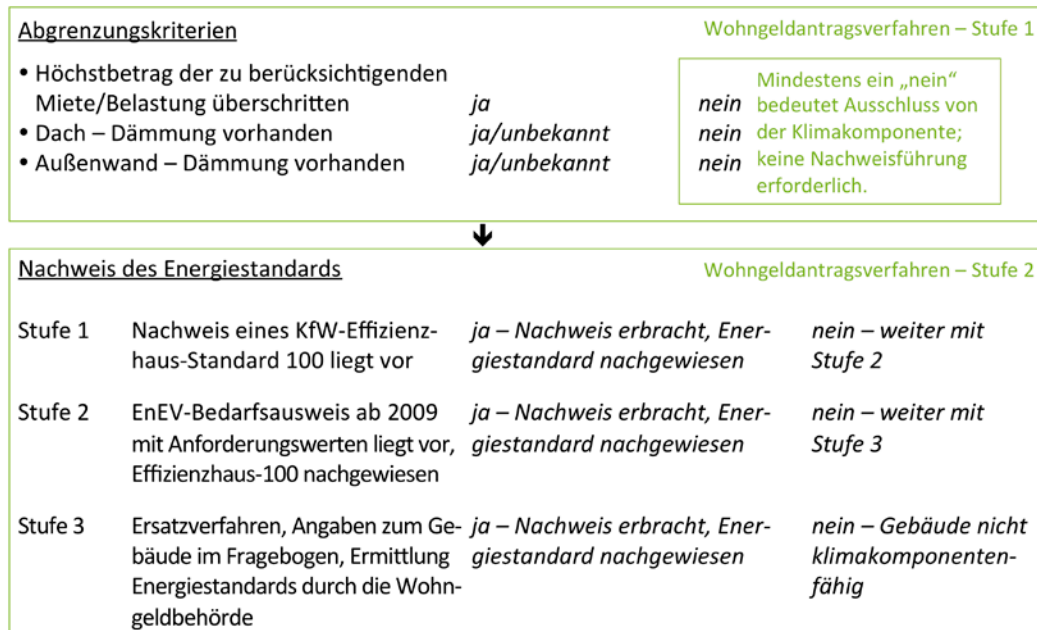 Abgrenzungskriterien Wohngeldantragsverfahren – Stufe 1
• Höchstbetrag der zu berücksichtigenden
Miete/Belastung überschritten ja nein
• Dach – Dämmung vorhanden ja/unbekannt nein
• Außenwand – Dämmung vorhanden ja/unbekannt nein
Mindestens ein „nein“
bedeutet Ausschluss von
der Klimakomponente;
keine Nachweisführung
erforderlich.
Nachweis des Energiestandards Wohngeldantragsverfahren – Stufe 2
Stufe 1 Nachweis eines KfW-Effizienz- ja – Nachweis erbracht, Ener- nein – weiter mit
haus-Standard 100 liegt vor giestandard nachgewiesen Stufe 2
Stufe 2 EnEV-Bedarfsausweis ab 2009 ja – Nachweis erbracht, Ener- nein – weiter mit
mit Anforderungswerten liegt vor, giestandard nachgewiesen Stufe 3
Effizienzhaus-100 nachgewiesen
Stufe 3 Ersatzverfahren, Angaben zum Ge- ja – Nachweis erbracht, Ener- nein – Gebäude nicht
bäude im Fragebogen, Ermittlung giestandard nachgewiesen klimakomponenten-
Energiestandards durch die Wohn- fähig
geldbehörde